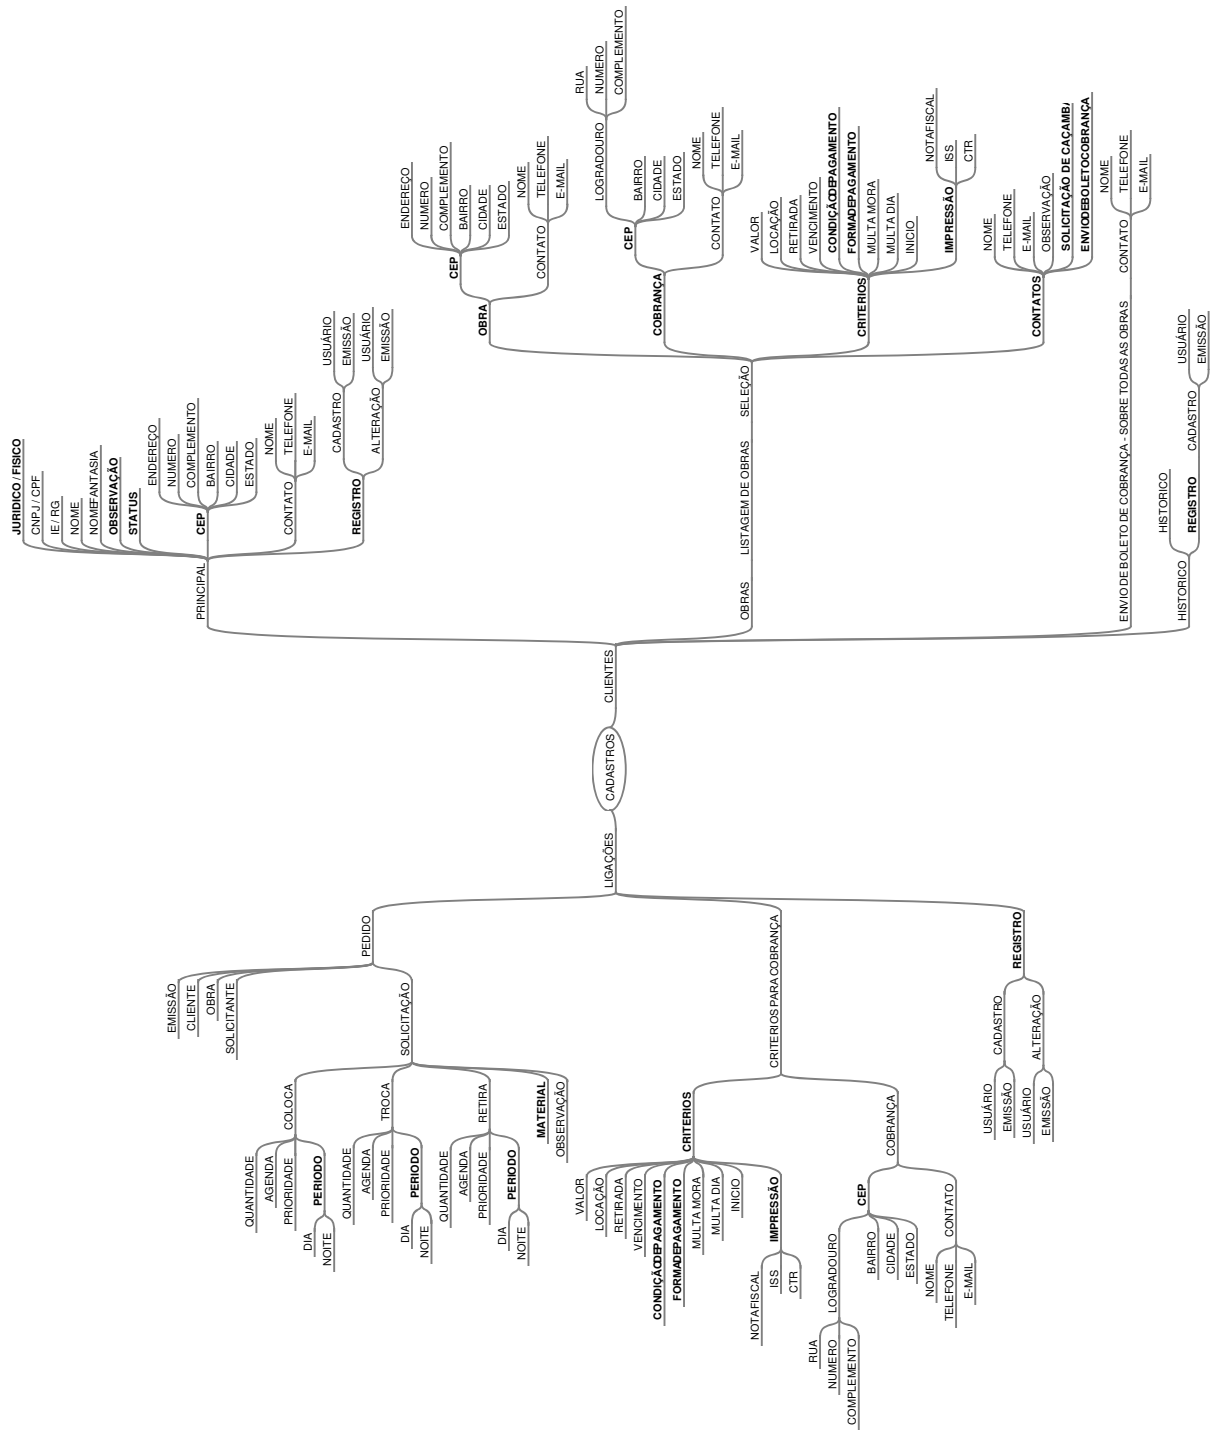 CADASTROS
CLIENTES
PRINCIPAL
JURIDICO / FISICO
CNPJ / CPF
IE / RG
NOME
NOMEFANTASIA
OBSERVAÇÃO
STATUS
CEP
ENDEREÇO
NUMERO
COMPLEMENTO
BAIRRO
CIDADE
ESTADO
CONTATO
NOME
TELEFONE
E-MAIL
REGISTRO
CADASTRO
USUÁRIO
EMISSÃO
ALTERAÇÃO
USUÁRIO
EMISSÃO
OBRAS
LISTAGEM DE OBRAS
SELEÇÃO
OBRA
CEP
ENDEREÇO
NUMERO
COMPLEMENTO
BAIRRO
CIDADE
ESTADO
CONTATO
NOME
TELEFONE
E-MAIL
COBRANÇA
CEP
LOGRADOURO
RUA
NUMERO
COMPLEMENTO
BAIRRO
CIDADE
ESTADO
CONTATO
NOME
TELEFONE
E-MAIL
CRITERIOS
VALOR
LOCAÇÃO
RETIRADA
VENCIMENTO
CONDIÇÃODEPAGAMENTO
FORMADEPAGAMENTO
MULTA MORA
MULTA DIA
INICIO
IMPRESSÃO
NOTAFISCAL
ISS
CTR
CONTATOS
NOME
TELEFONE
E-MAIL
OBSERVAÇÃO
SOLICITAÇÃO DE CAÇAMBA
ENVIODEBOLETOCOBRANÇA
ENVIO DE BOLETO DE COBRANÇA - SOBRE TODAS AS OBRAS
CONTATO
NOME
TELEFONE
E-MAIL
HISTORICO
HISTORICO
REGISTRO
CADASTRO
USUÁRIO
EMISSÃO
LIGAÇÕES
PEDIDO
EMISSÃO
CLIENTE
OBRA
SOLICITANTE
SOLICITAÇÃO
COLOCA
QUANTIDADE
AGENDA
PRIORIDADE
PERIODO
DIA
NOITE
TROCA
QUANTIDADE
AGENDA
PRIORIDADE
PERIODO
DIA
NOITE
RETIRA
QUANTIDADE
AGENDA
PRIORIDADE
PERIODO
DIA
NOITE
MATERIAL
OBSERVAÇÃO
CRITERIOS PARA COBRANÇA
CRITERIOS
VALOR
LOCAÇÃO
RETIRADA
VENCIMENTO
CONDIÇÃODEPAGAMENTO
FORMADEPAGAMENTO
MULTA MORA
MULTA DIA
INICIO
IMPRESSÃO
NOTAFISCAL
ISS
CTR
COBRANÇA
CEP
LOGRADOURO
RUA
NUMERO
COMPLEMENTO
BAIRRO
CIDADE
ESTADO
CONTATO
NOME
TELEFONE
E-MAIL
REGISTRO
CADASTRO
USUÁRIO
EMISSÃO
ALTERAÇÃO
USUÁRIO
EMISSÃO